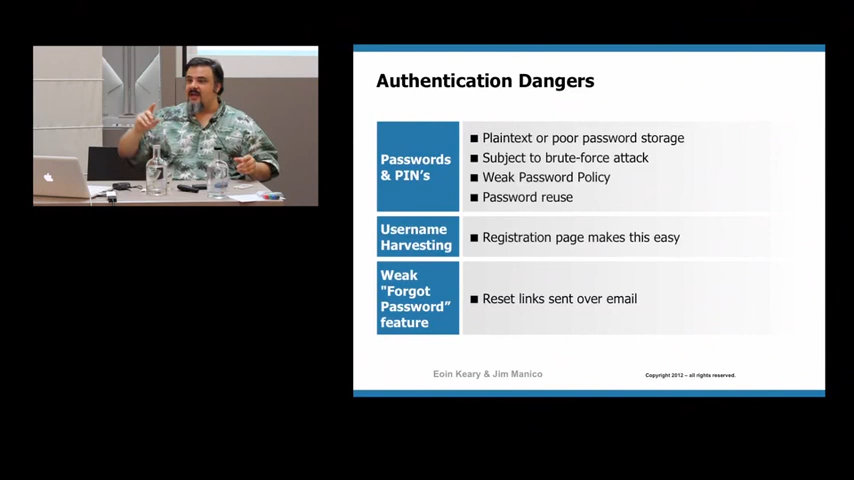 Authentication Dangers
Passwords
& PIN’s
■ Plaintext or poor password storage
■ Subject to brute-force attack
■ Weak Password Policy
■ Password reuse
Username
Harvesting
■ Registration page makes this easy
Weak
"Forgot
Password”
feature
■ Reset links sent over email
Eoin Keary & Jim Manico
Copyright 2012 – all rights reserved.